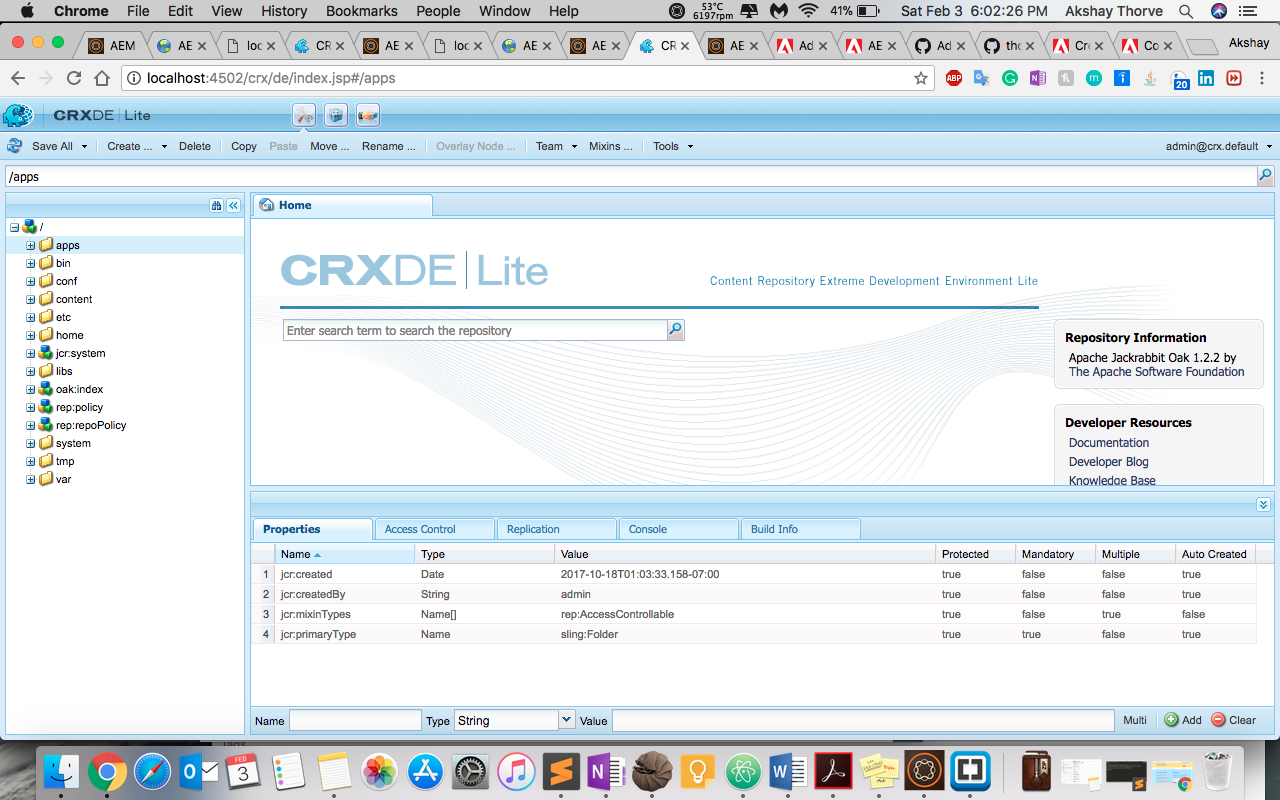 Chrome File Edit View History Bookmarks People Window Help 53°C 6197rpm 41% Sat Feb 3 6:02:26 PM Akshay Thorve
AEM AE loc CR AE loc AE AE CR AE Ad AE Ad tho Cre Co Akshay
localhost:4502/crx/de/index.jsp#/apps ABP 20
CRXDE Lite
Save All Create ... Delete Copy Paste Move ... Rename ... Overlay Node ... Team Mixins ... Tools admin@crx.default
/apps
Home
/
apps
bin
conf
content
etc
home
jcr:system
libs
oak:index
rep:policy
rep:repoPolicy
system
tmp
var
CRXDE Lite
Content Repository Extreme Development Environment Lite
Enter search term to search the repository
Repository Information
Apache Jackrabbit Oak 1.2.2 by
The Apache Software Foundation
Developer Resources
Documentation
Developer Blog
Knowledge Base
Properties Access Control Replication Console Build Info
Name Type Value Protected Mandatory Multiple Auto Created
1 jcr:created Date 2017-10-18T01:03:33.158-07:00 true false false true
2 jcr:createdBy String admin true false false true
3 jcr:mixinTypes Name[] rep:AccessControllable true false true false
4 jcr:primaryType Name sling:Folder true true false true
Name Type String Value Multi Add Clear
FEB
3